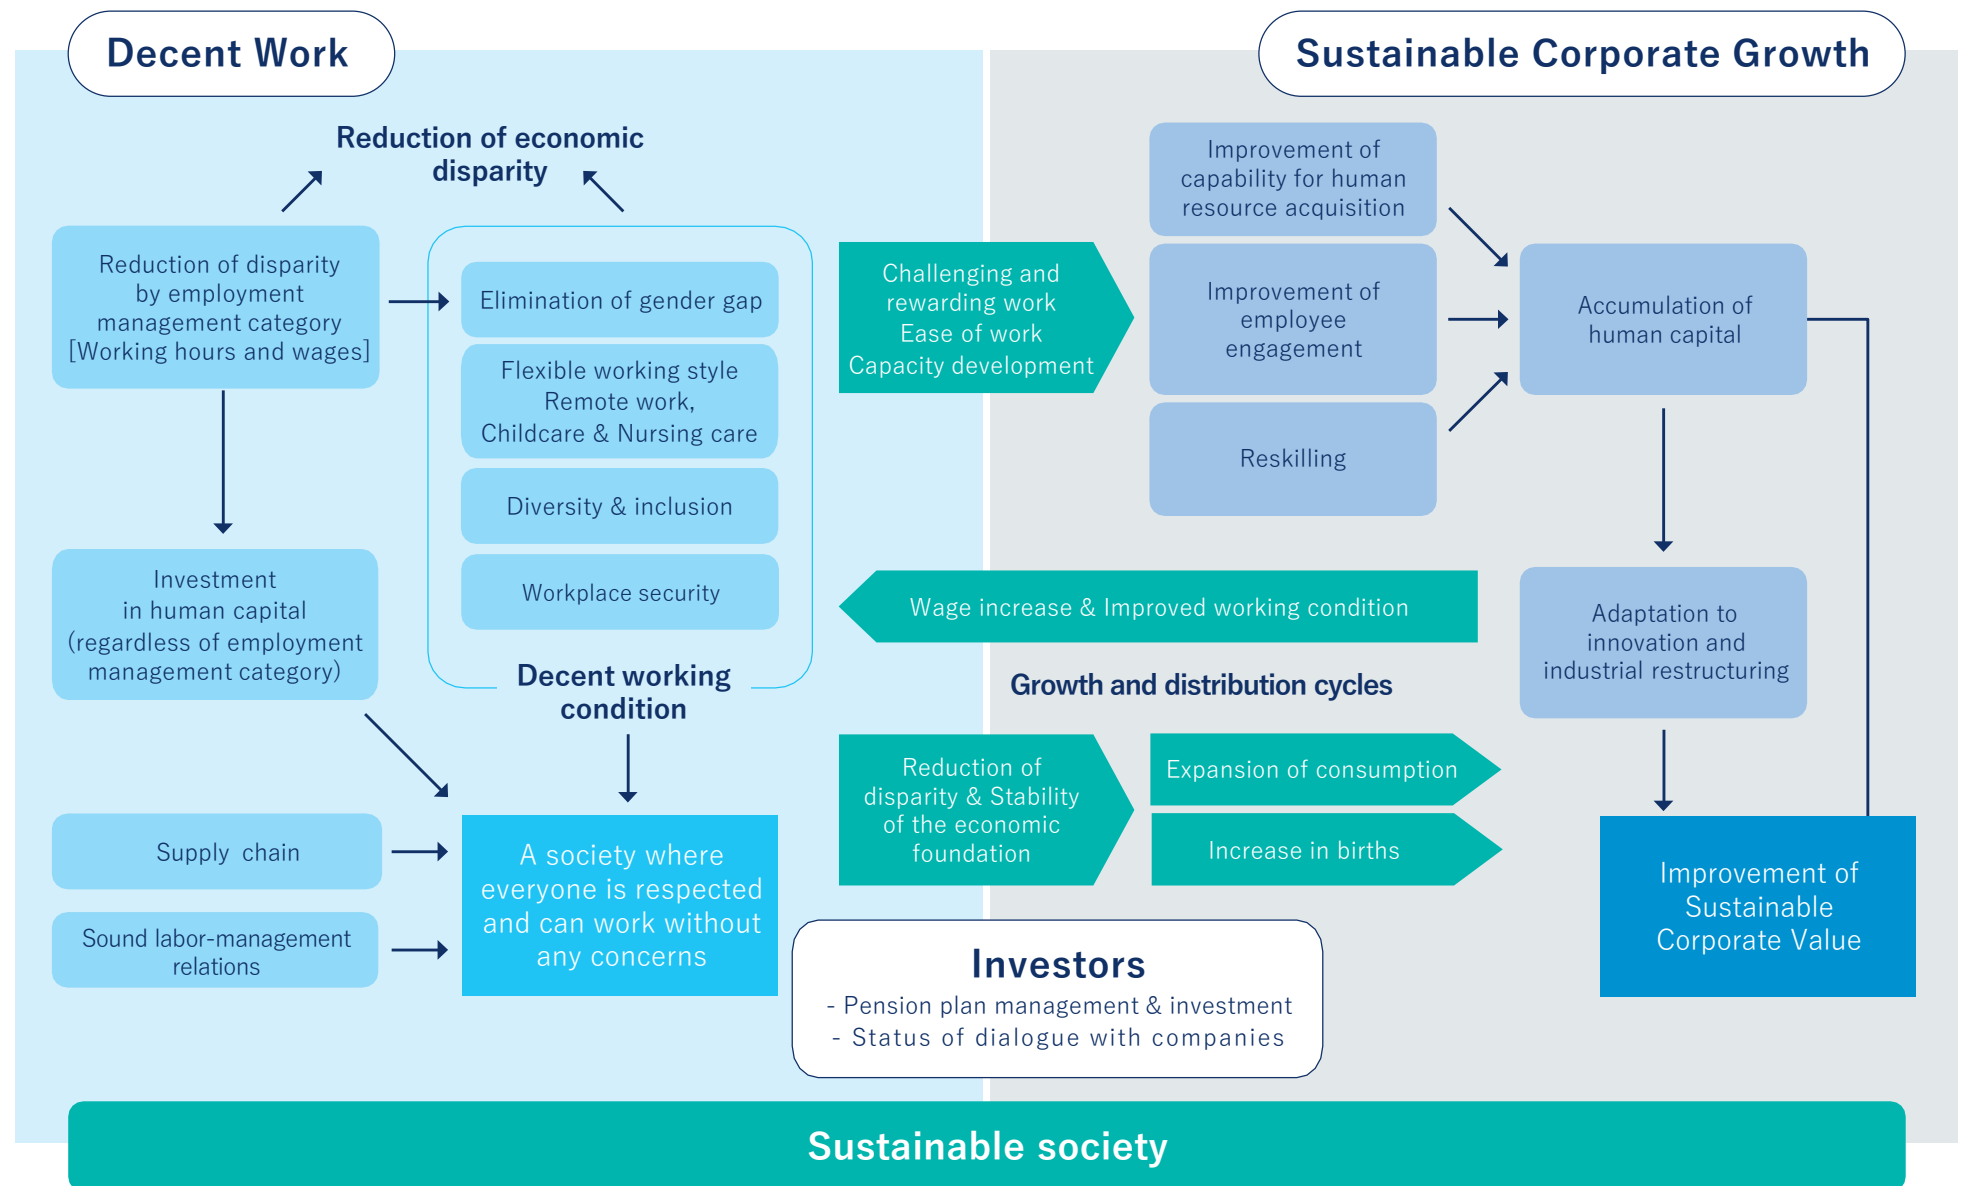 Decent Work
Sustainable Corporate Growth
Reduction of economic
disparity
Reduction of disparity
by employment
management category
[Working hours and wages]
Elimination of gender gap
Flexible working style
Remote work,
Childcare & Nursing care
Diversity & inclusion
Workplace security
Decent working
condition
Investment
in human capital
(regardless of employment
management category)
Supply chain
Sound labor-management
relations
A society where
everyone is respected
and can work without
any concerns
Challenging and
rewarding work
Ease of work
Capacity development
Improvement of
capability for human
resource acquisition
Improvement of
employee
engagement
Reskilling
Accumulation of
human capital
Wage increase & Improved working condition
Growth and distribution cycles
Adaptation to
innovation and
industrial restructuring
Reduction of
disparity & Stability
of the economic
foundation
Expansion of consumption
Increase in births
Improvement of
Sustainable
Corporate Value
Investors
- Pension plan management & investment
- Status of dialogue with companies
Sustainable society